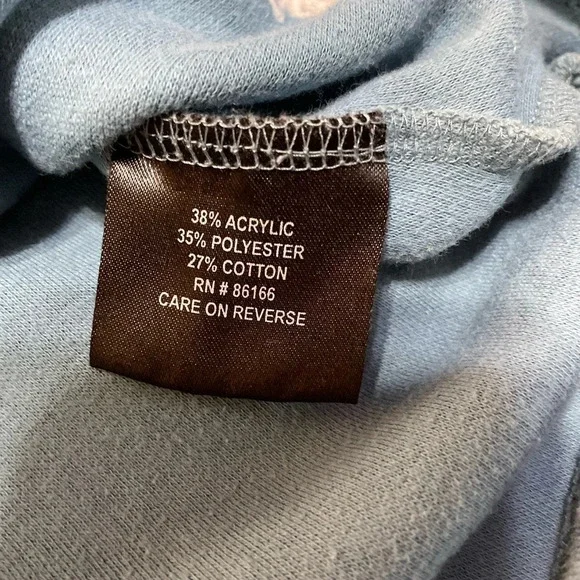 38% ACRYLIC
35% POLYESTER
27% COTTON
RN # 86166
CARE ON REVERSE